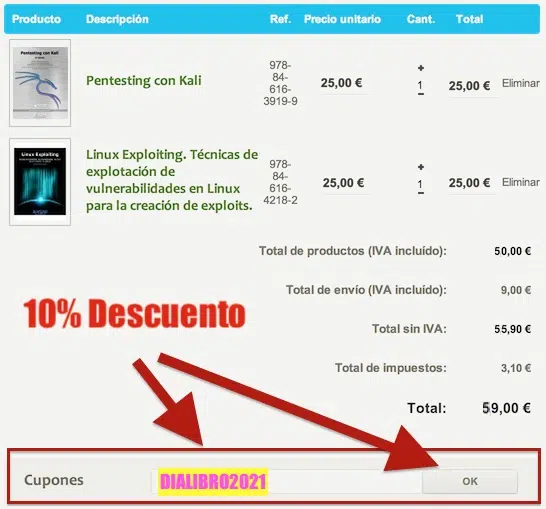 Producto Descripción Ref. Precio unitario Cant. Total
Pentesting con Kali
Pentesting con Kali
978-
84-
616-
3919-9
25,00 €
+
1
25,00 €
Eliminar
Linux Exploiting
Linux Exploiting. Técnicas de
explotación de
vulnerabilidades en Linux
para la creación de exploits.
978-
84-
616-
4218-2
25,00 €
+
1
25,00 €
Eliminar
Total de productos (IVA incluído): 50,00 €
Total de envío (IVA incluído): 9,00 €
Total sin IVA: 55,90 €
Total de impuestos: 3,10 €
Total: 59,00 €
10% Descuento
Cupones DIALIBRO2021 OK